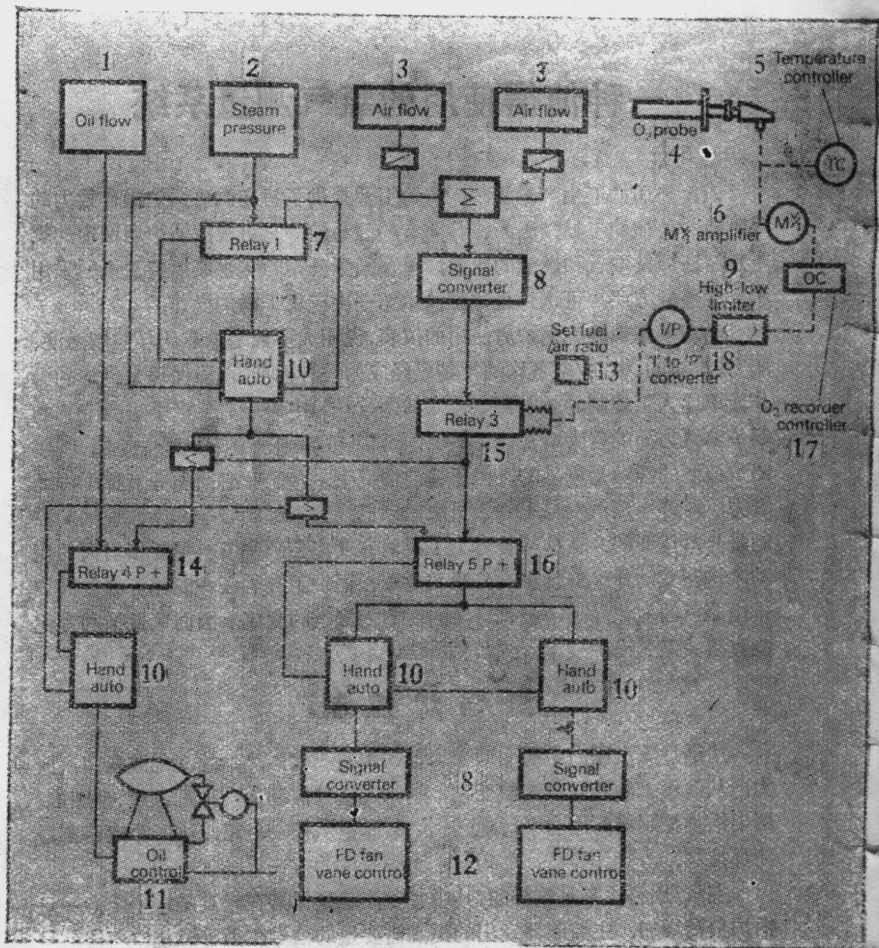 1
2
3
3
5
Temperature
controller
Oil flow
Steam
pressure
Air flow
Air flow
O₂ probe
4
TC
Σ
6
MV/I amplifier
MV/I
Relay 1
7
Signal
converter
8
9
High-low
limiter
OC
Set fuel
/air ratio
13
I/P
< >
18
'I' to 'P'
converter
Hand
auto
10
Relay 3
15
O₂ recorder
controller
17
<
>
Relay 4 P +
14
Relay 5 P + I
16
Hand
auto
10
Hand
auto
10
Hand
auto
10
Signal
converter
8
Signal
converter
Oil
control
11
FD fan
vane control
12
FD fan
vane control